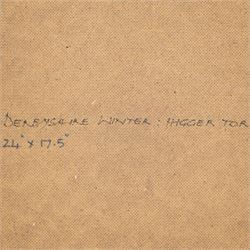 DERBYSHIRE WINTER : HIGGER TOR
24" x 17.5"